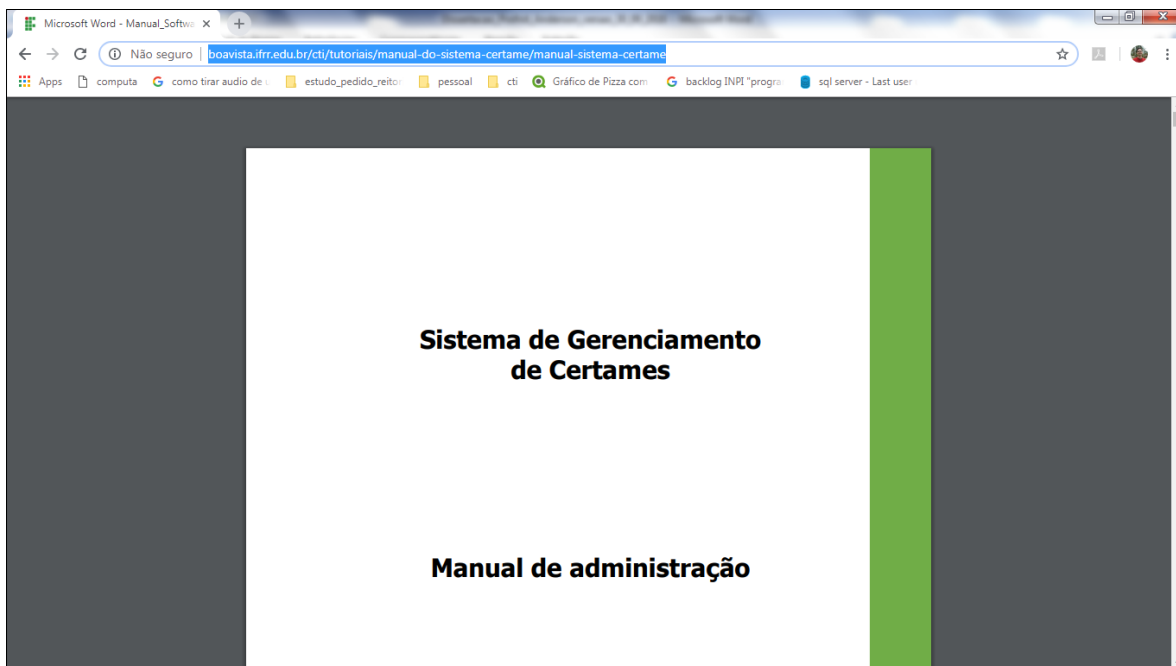 Microsoft Word - Manual_Softwa
Não seguro | boavista.ifrr.edu.br/cti/tutoriais/manual-do-sistema-certame/manual-sistema-certame
Apps computa como tirar audio de u estudo_pedido_reitor pessoal cti Gráfico de Pizza com backlog INPI "progra sql server - Last user
Sistema de Gerenciamento
de Certames
Manual de administração